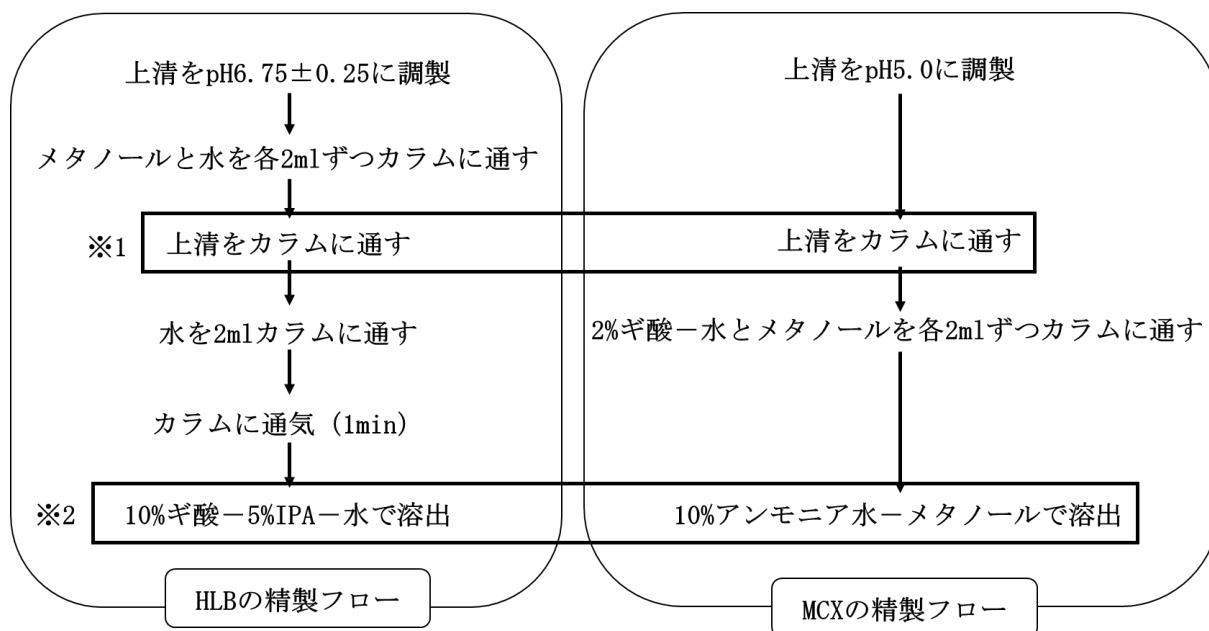 上清をpH6.75±0.25に調製
メタノールと水を各2mlずつカラムに通す
※1
上清をカラムに通す
水を2mlカラムに通す
カラムに通気 (1min)
※2
10%ギ酸－5%IPA－水で溶出
HLBの精製フロー
上清をpH5.0に調製
上清をカラムに通す
2%ギ酸－水とメタノールを各2mlずつカラムに通す
10%アンモニア水－メタノールで溶出
MCXの精製フロー